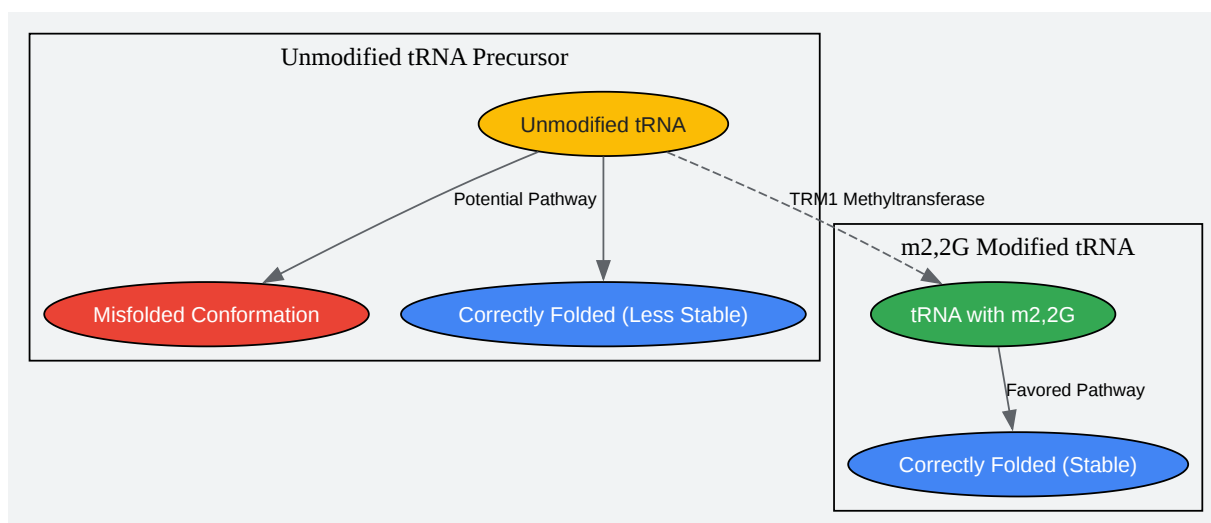 Unmodified tRNA Precursor
Unmodified tRNA
Potential Pathway
TRM1 Methyltransferase
m2,2G Modified tRNA
Misfolded Conformation
Correctly Folded (Less Stable)
tRNA with m2,2G
Favored Pathway
Correctly Folded (Stable)